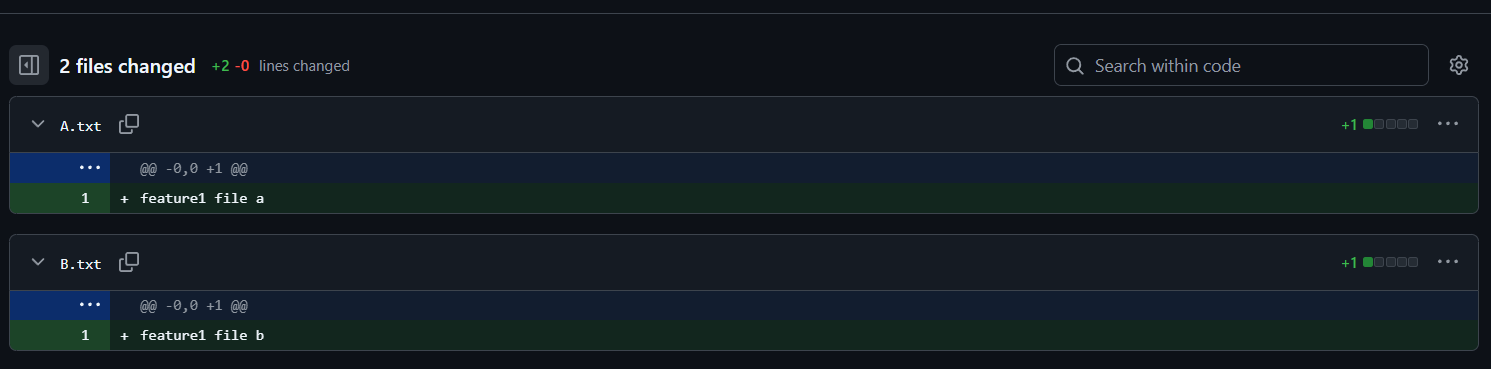 2 files changed +2 -0 lines changed Search within code
A.txt +1
@@ -0,0 +1 @@
1 + feature1 file a
B.txt +1
@@ -0,0 +1 @@
1 + feature1 file b